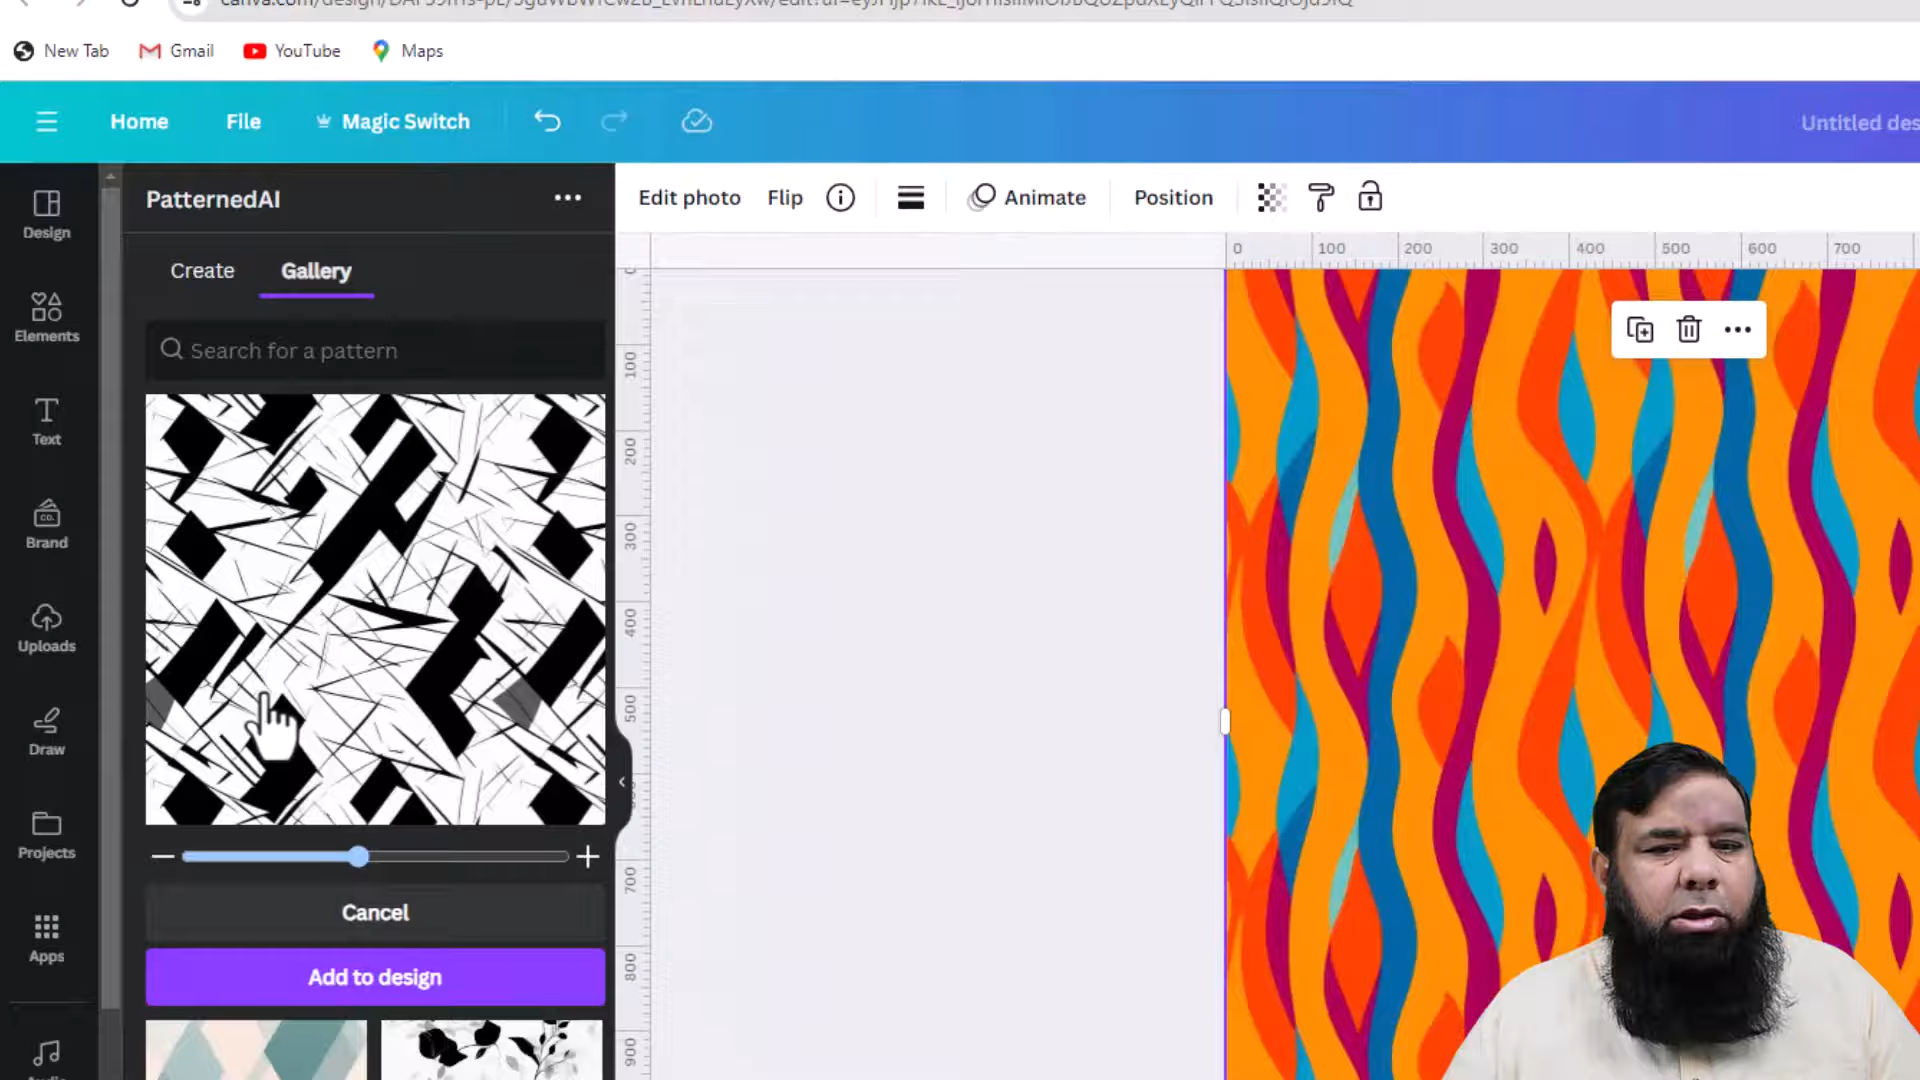 New Tab
Gmail
YouTube
Maps
Home
File
Magic Switch
Untitled des
Design
Elements
Text
CO.
Brand
Uploads
Draw
Projects
Apps
PatternedAI
Create
Gallery
Search for a pattern
Cancel
Add to design
Edit photo
Flip
Animate
Position
0 100 200 300 400 500 600 700
0
100
200
300
400
500
700
800
900